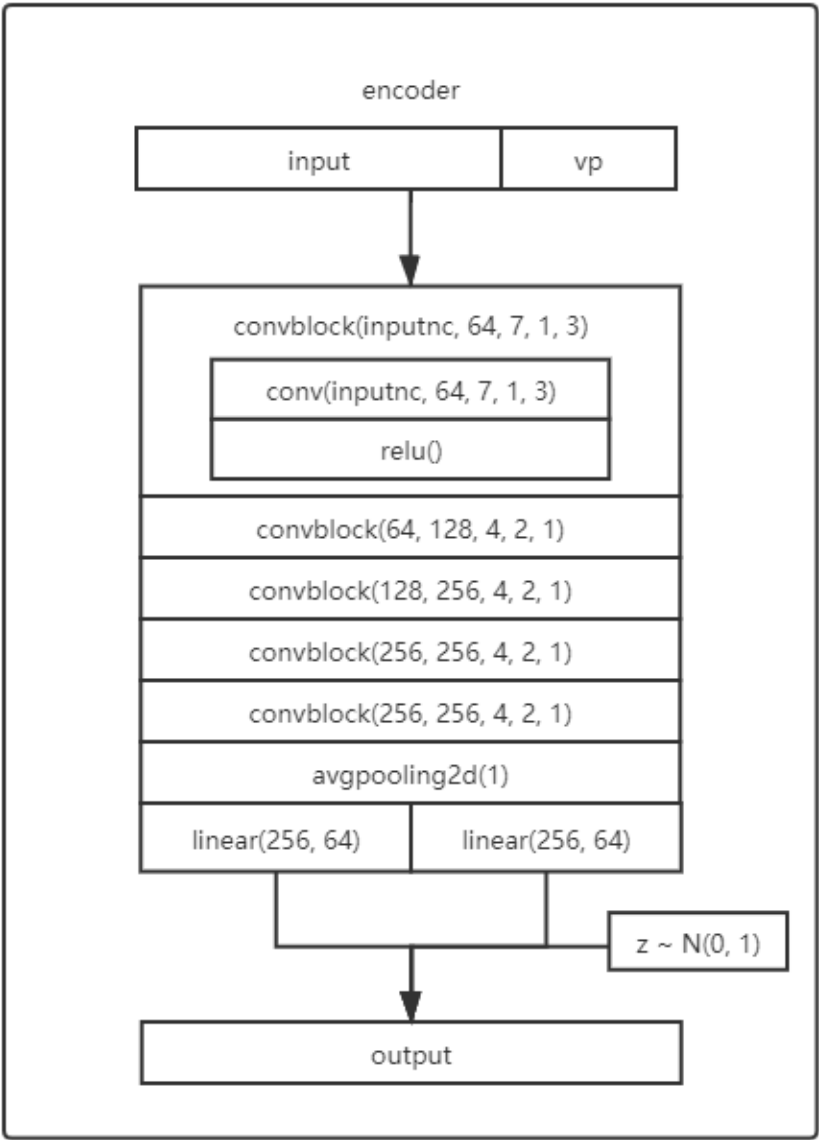 encoder
input
vp
convblock(inputnc, 64, 7, 1, 3)
conv(inputnc, 64, 7, 1, 3)
relu()
convblock(64, 128, 4, 2, 1)
convblock(128, 256, 4, 2, 1)
convblock(256, 256, 4, 2, 1)
convblock(256, 256, 4, 2, 1)
avgpooling2d(1)
linear(256, 64)
linear(256, 64)
z ~ N(0, 1)
output